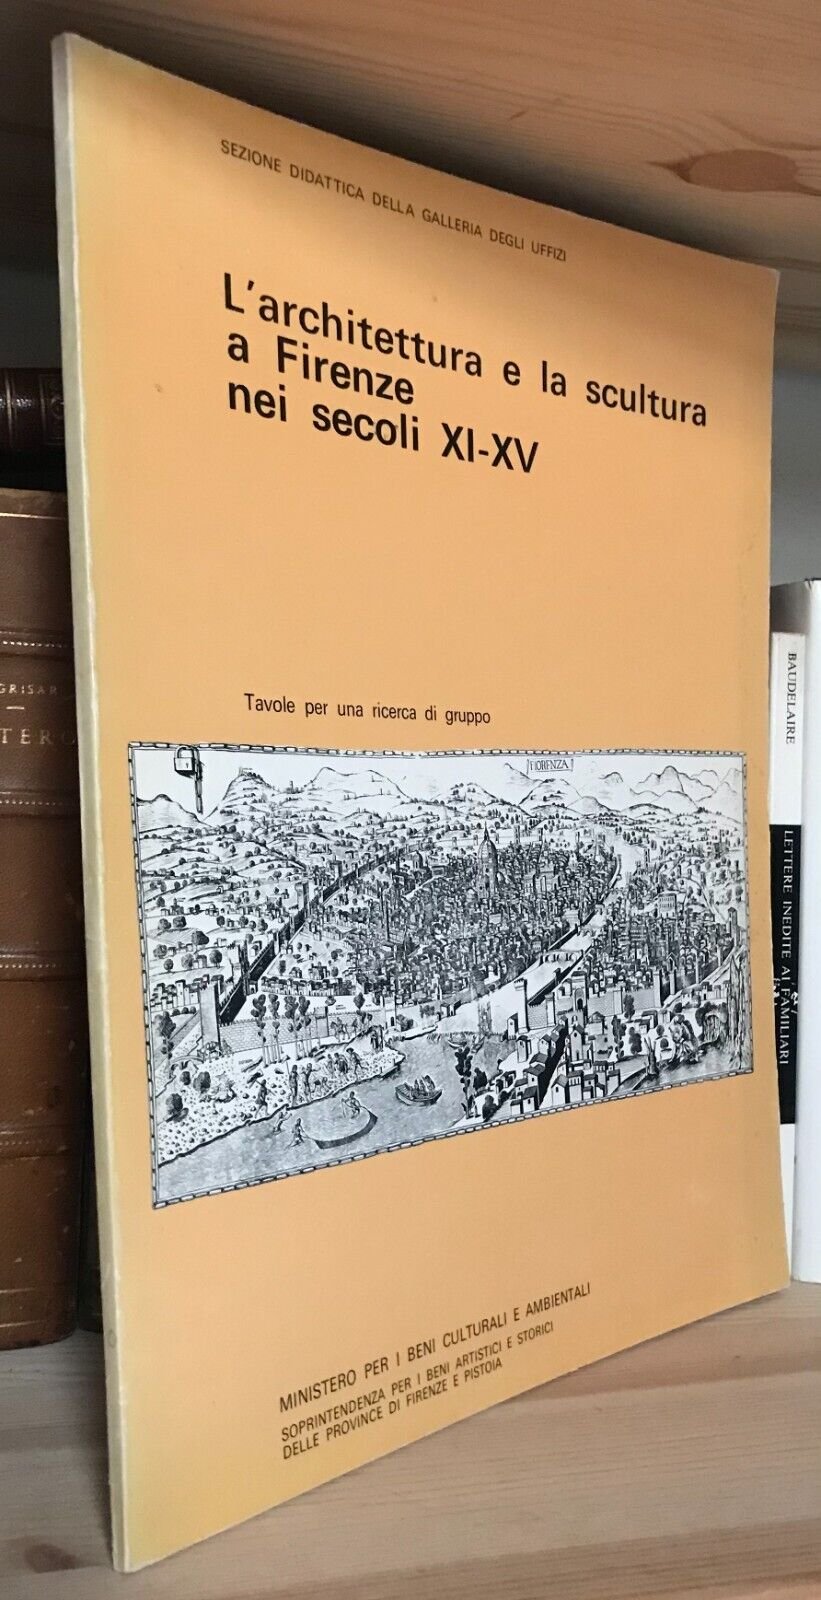 SEZIONE DIDATTICA DELLA GALLERIA DEGLI UFFIZI
L'architettura e la scultura
a Firenze
nei secoli XI-XV
Tavole per una ricerca di gruppo
FIORENZA
MINISTERO PER I BENI CULTURALI E AMBIENTALI
SOPRINTENDENZA PER I BENI ARTISTICI E STORICI
DELLE PROVINCE DI FIRENZE E PISTOIA
GRISAR
BAUDELAIRE
LETTERE INEDITE AI FAMILIARI